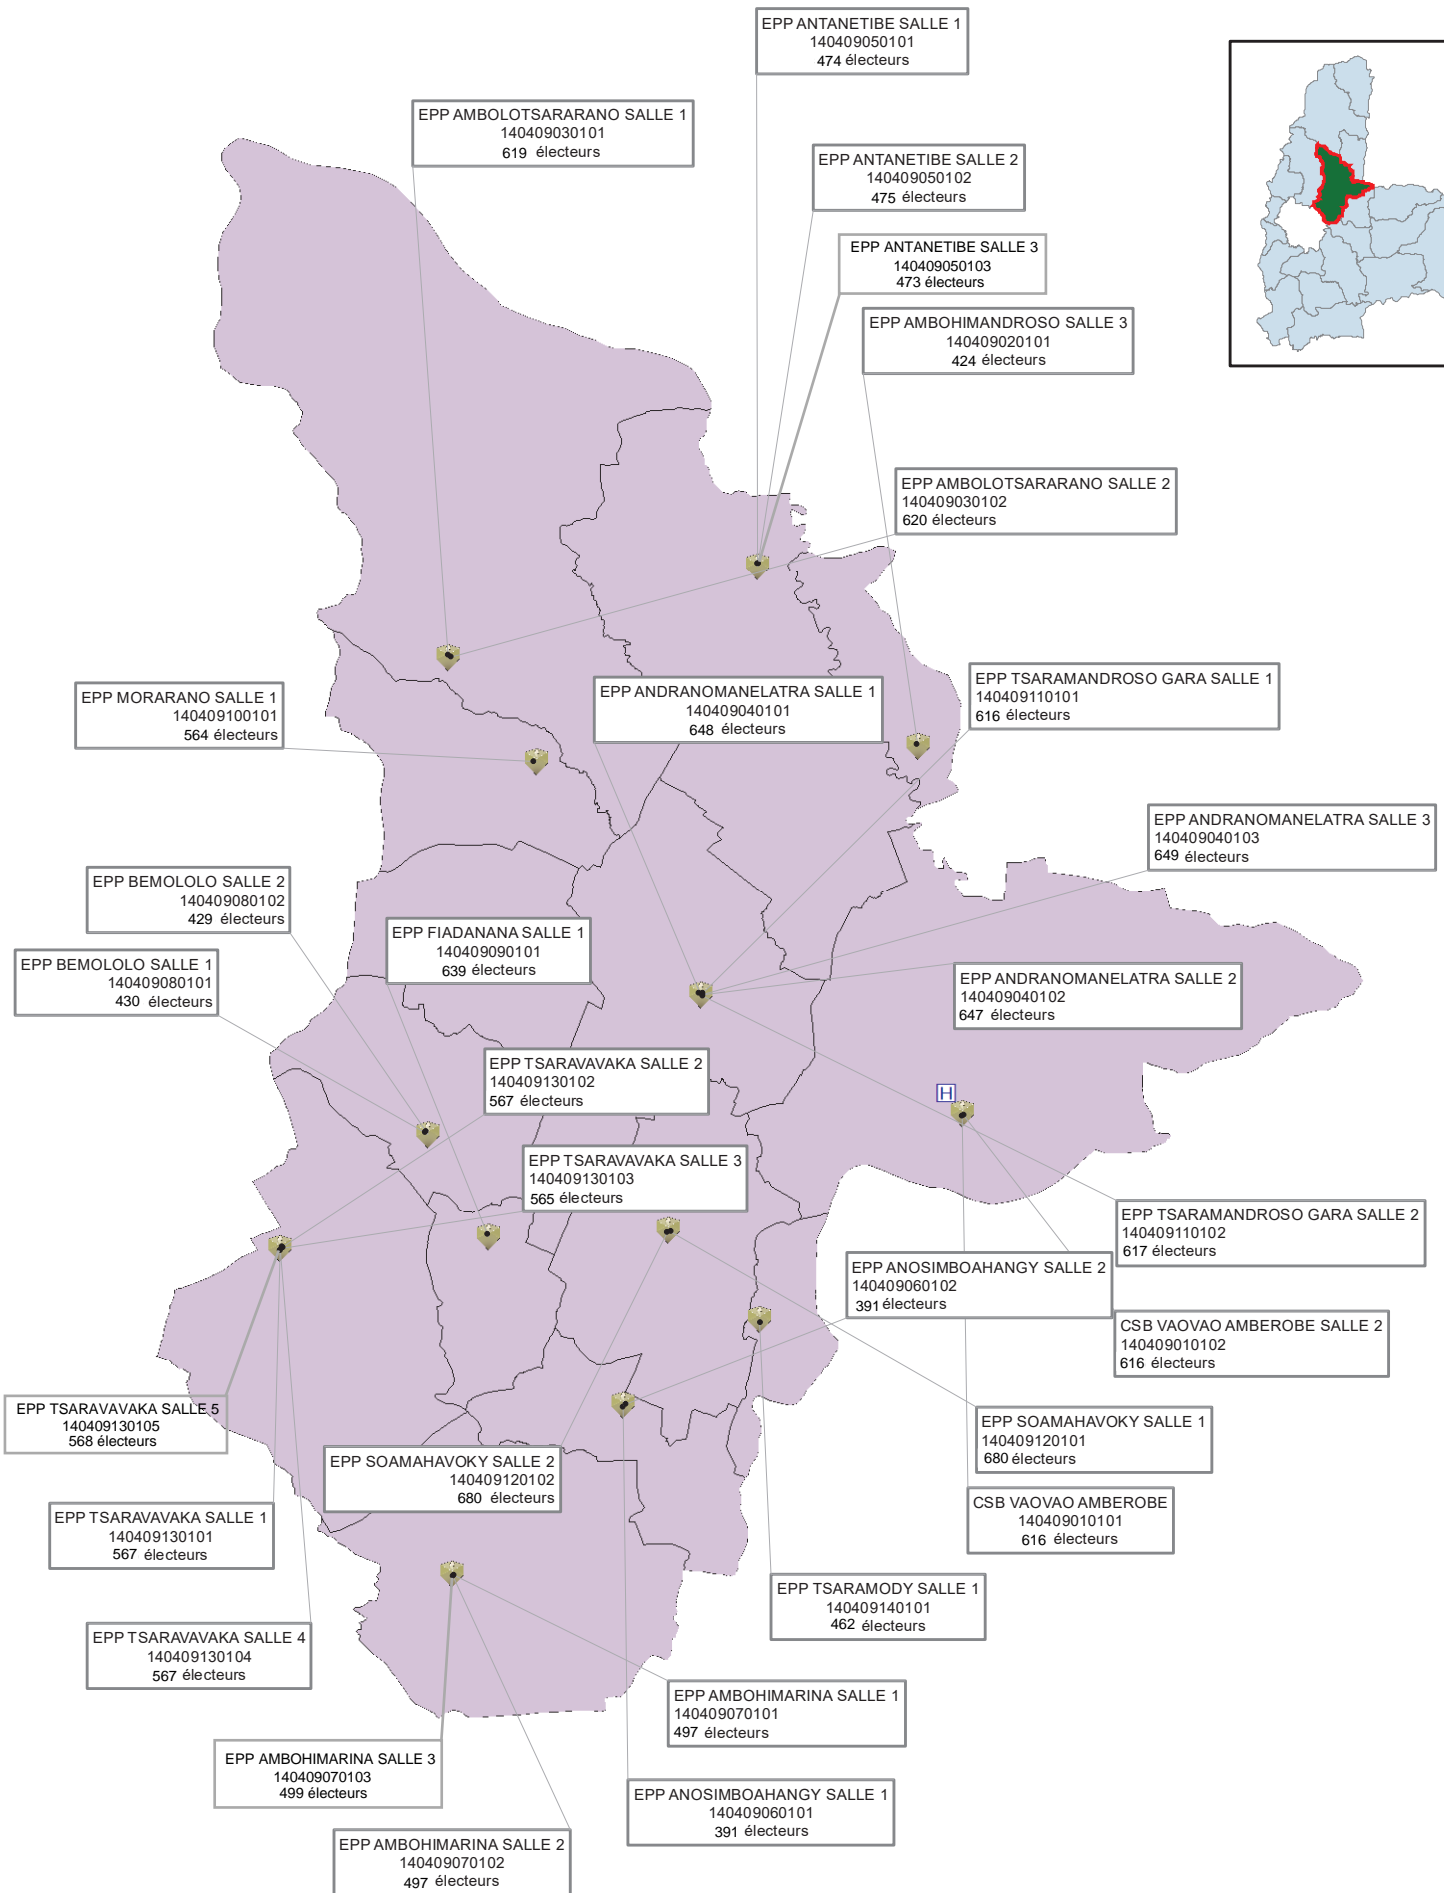 EPP ANTANETIBE SALLE 1
140409050101
474 électeurs
EPP AMBOLOTSARARANO SALLE 1
140409030101
619 électeurs
EPP ANTANETIBE SALLE 2
140409050102
475 électeurs
EPP ANTANETIBE SALLE 3
140409050103
473 électeurs
EPP AMBOHIMANDROSO SALLE 3
140409020101
424 électeurs
EPP AMBOLOTSARARANO SALLE 2
140409030102
620 électeurs
EPP TSARAMANDROSO GARA SALLE 1
140409110101
616 électeurs
EPP ANDRANOMANELATRA SALLE 1
140409040101
648 électeurs
EPP MORARANO SALLE 1
140409100101
564 électeurs
EPP ANDRANOMANELATRA SALLE 3
140409040103
649 électeurs
EPP BEMOLOLO SALLE 2
140409080102
429 électeurs
EPP FIADANANA SALLE 1
140409090101
639 électeurs
EPP BEMOLOLO SALLE 1
140409080101
430 électeurs
EPP ANDRANOMANELATRA SALLE 2
140409040102
647 électeurs
EPP TSARAVAVAKA SALLE 2
140409130102
567 électeurs
H
EPP TSARAVAVAKA SALLE 3
140409130103
565 électeurs
EPP TSARAMANDROSO GARA SALLE 2
140409110102
617 électeurs
EPP ANOSIMBOAHANGY SALLE 2
140409060102
391 électeurs
CSB VAOVAO AMBEROBE SALLE 2
140409010102
616 électeurs
EPP TSARAVAVAKA SALLE 5
140409130105
568 électeurs
EPP SOAMAHAVOKY SALLE 1
140409120101
680 électeurs
EPP SOAMAHAVOKY SALLE 2
140409120102
680 électeurs
CSB VAOVAO AMBEROBE
140409010101
616 électeurs
EPP TSARAVAVAKA SALLE 1
140409130101
567 électeurs
EPP TSARAMODY SALLE 1
140409140101
462 électeurs
EPP TSARAVAVAKA SALLE 4
140409130104
567 électeurs
EPP AMBOHIMARINA SALLE 1
140409070101
497 électeurs
EPP AMBOHIMARINA SALLE 3
140409070103
499 électeurs
EPP ANOSIMBOAHANGY SALLE 1
140409060101
391 électeurs
EPP AMBOHIMARINA SALLE 2
140409070102
497 électeurs